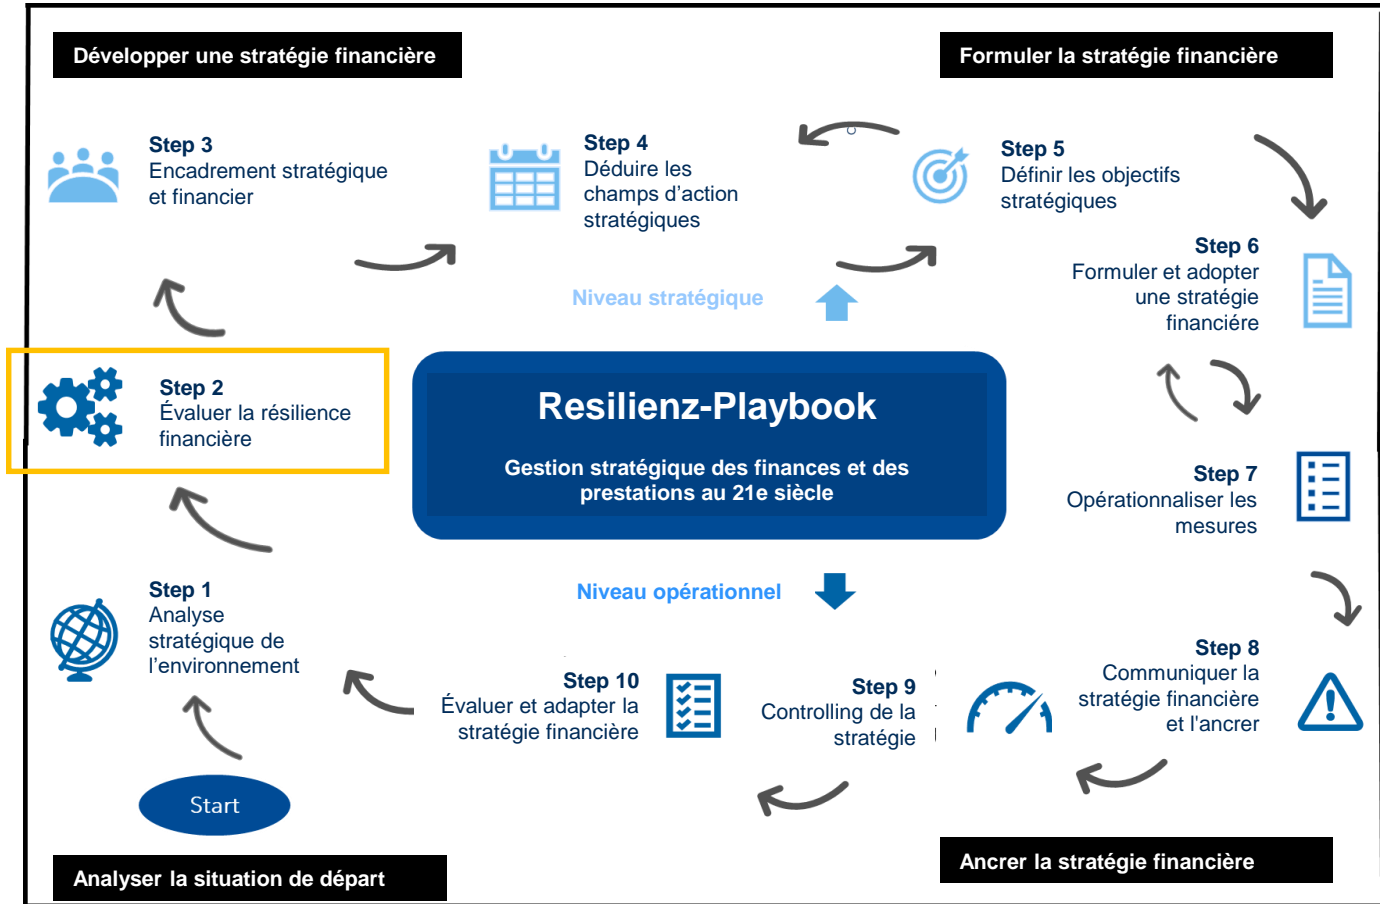 Développer une stratégie financière
Formuler la stratégie financière
Step 3
Encadrement stratégique
et financier
Step 4
Déduire les
champs d’action
stratégiques
Step 5
Définir les objectifs
stratégiques
Step 6
Formuler et adopter
une stratégie
financiére
Niveau stratégique
Step 2
Évaluer la résilience
financière
Resilienz-Playbook
Gestion stratégique des finances et des
prestations au 21e siècle
Step 7
Opérationnaliser les
mesures
Niveau opérationnel
Step 1
Analyse
stratégique de
l’environnement
Step 10
Évaluer et adapter la
stratégie financière
Step 9
Controlling de la
stratégie
Step 8
Communiquer la
stratégie financière
et l'ancrer
Start
Analyser la situation de départ
Ancrer la stratégie financière